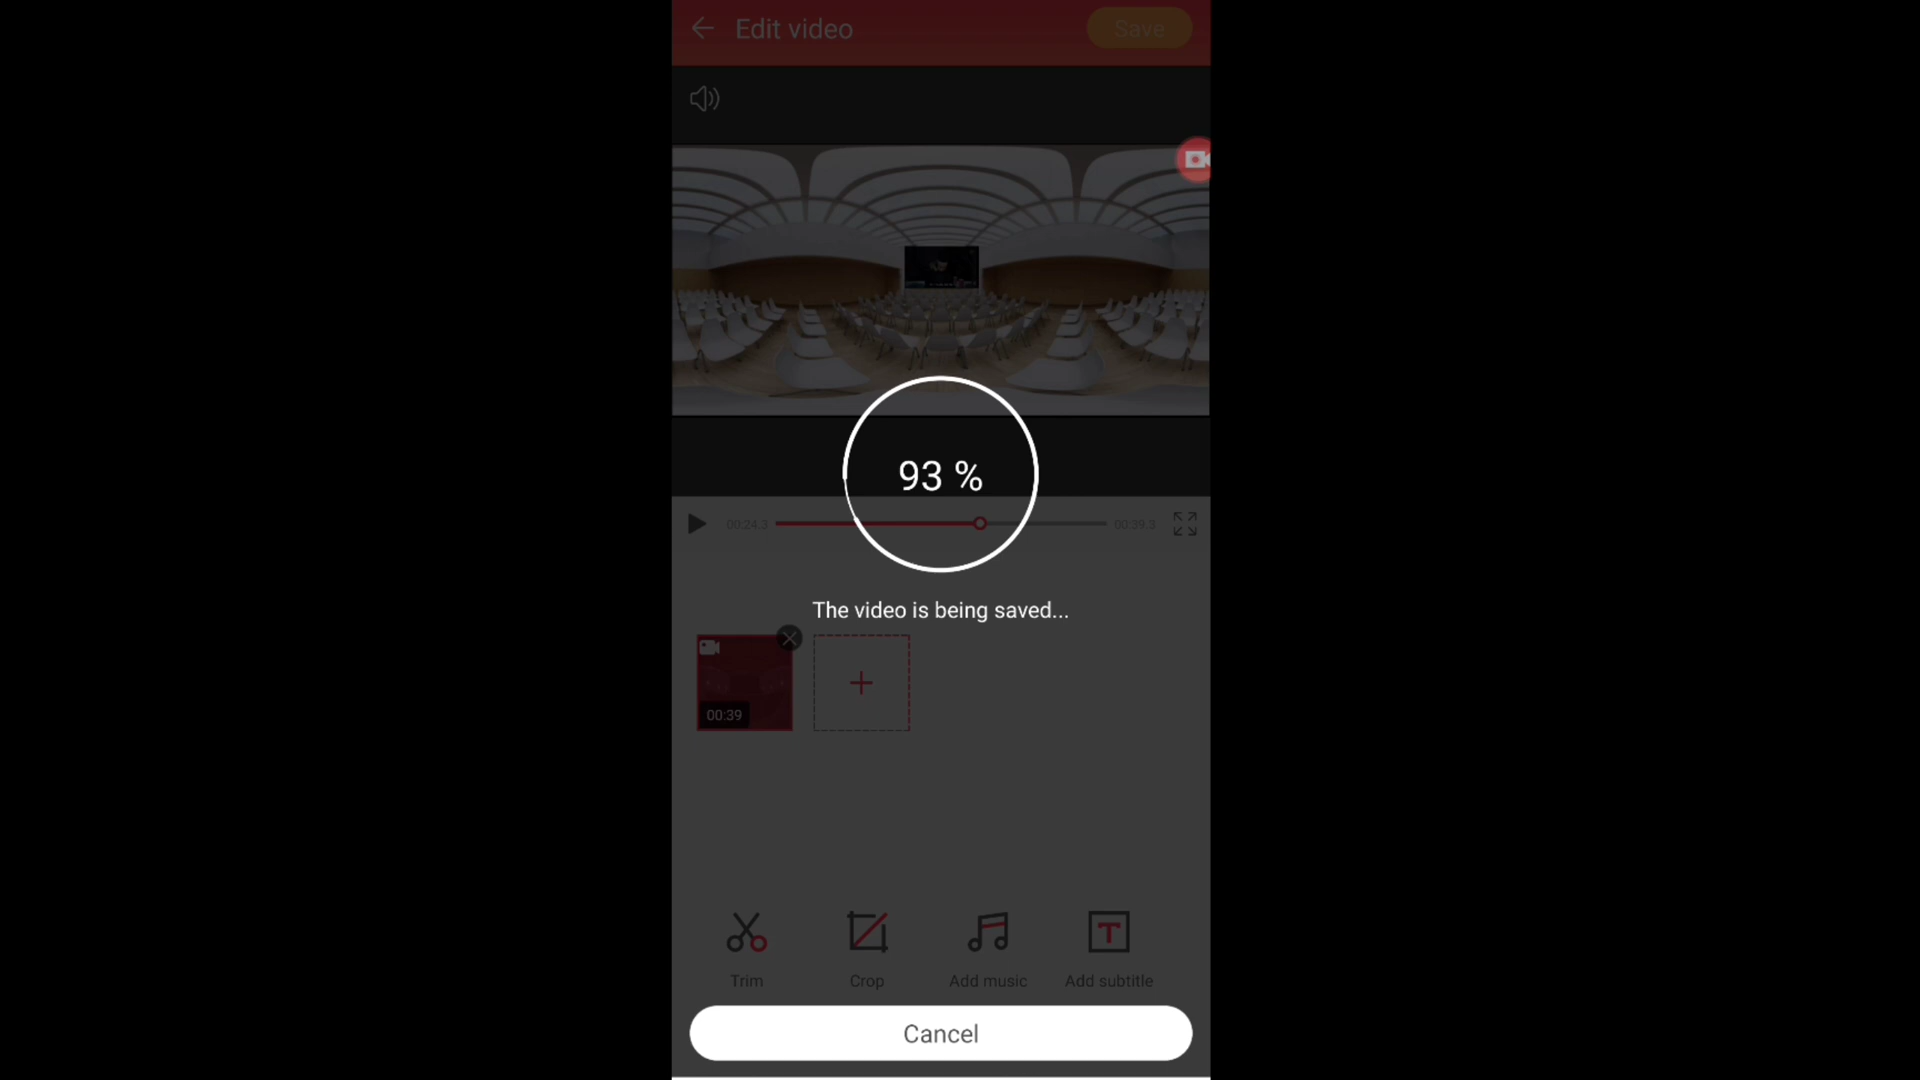 Edit video
Save
93 %
00:24.3
00:39.3
The video is being saved...
00:39
Trim
Crop
Add music
Add subtitle
Cancel